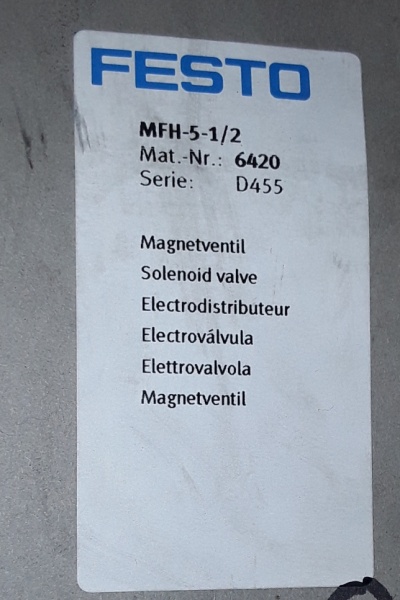 FESTO
MFH-5-1/2
Mat.-Nr.: 6420
Serie: D455
Magnetventil
Solenoid valve
Electrodistributeur
Electroválvula
Elettrovalvola
Magnetventil